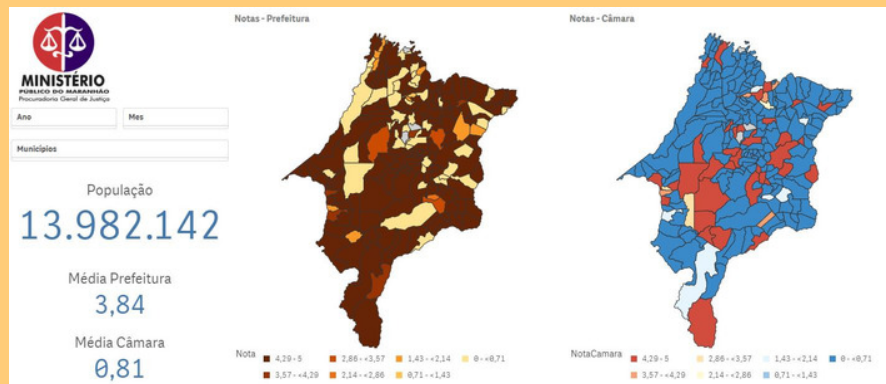 MINISTÉRIO
PÚBLICO DO MARANHÃO
Procuradoria Geral de Justiça
Ano
Mes
Municípios
População
13.982.142
Média Prefeitura
3,84
Média Câmara
0,81
Notas - Prefeitura
Nota
4,29 - 5
2,86 - <3,57
1,43 - <2,14
0 - <0,71
3,57 - <4,29
2,14 - <2,86
0,71 - <1,43
Notas - Câmara
NotaCamara
4,29 - 5
2,86 - <3,57
1,43 - <2,14
0 - <0,71
3,57 - <4,29
2,14 - <2,86
0,71 - <1,43